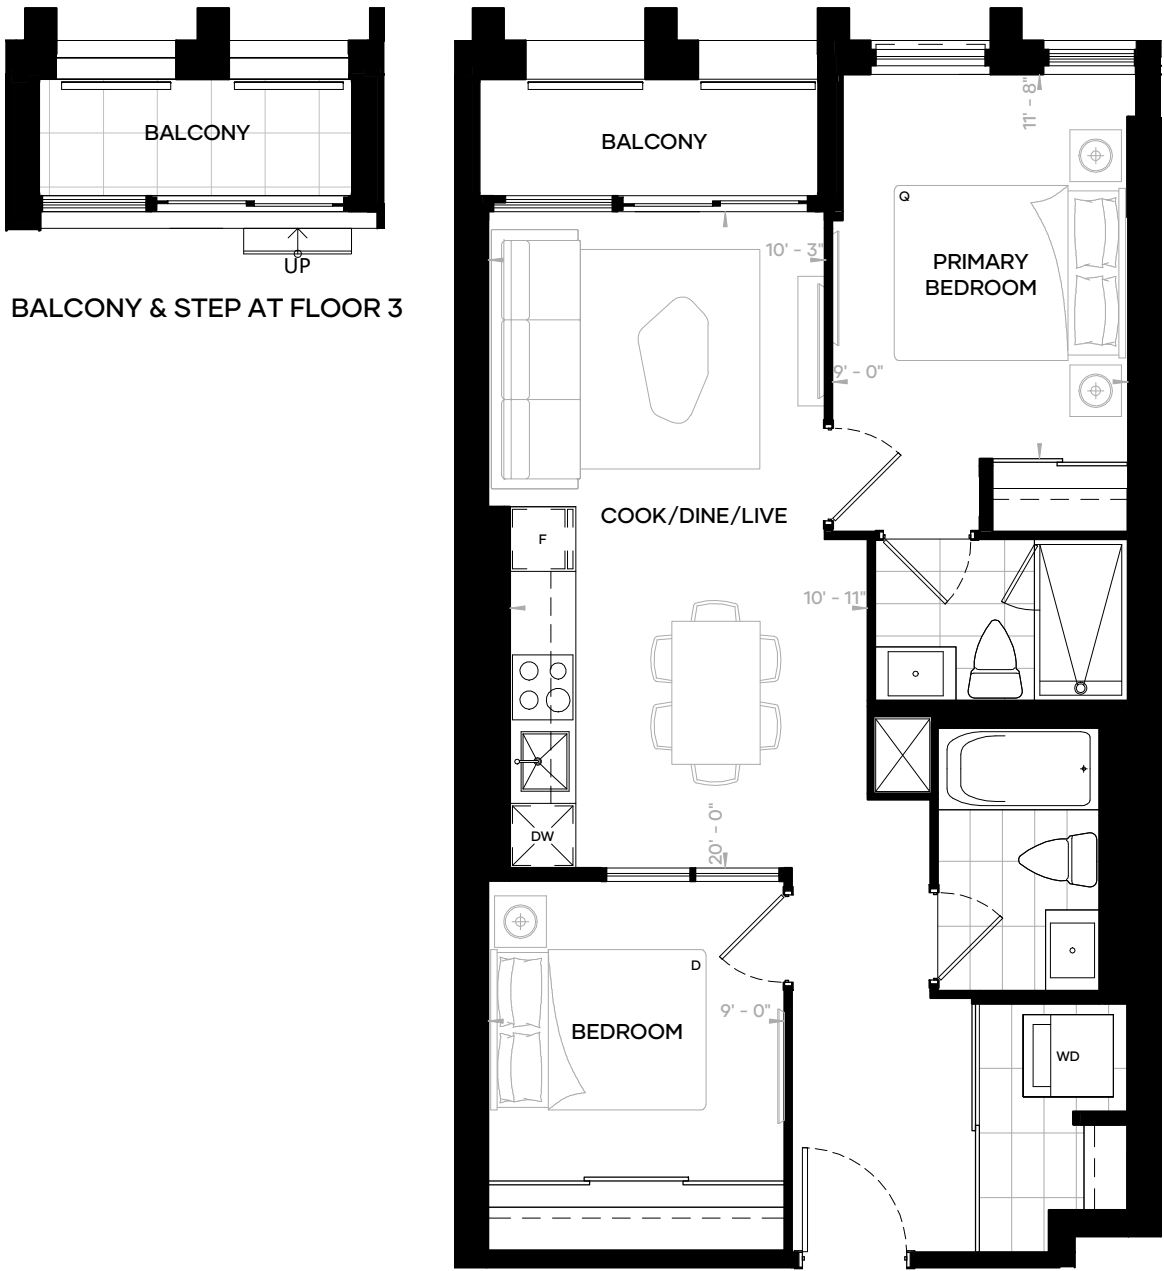 BALCONY
UP
BALCONY & STEP AT FLOOR 3
BALCONY
11' - 8"
Q
10' - 3"
PRIMARY
BEDROOM
9' - 0"
COOK/DINE/LIVE
F
10' - 11"
20' - 0"
DW
D
9' - 0"
BEDROOM
WD